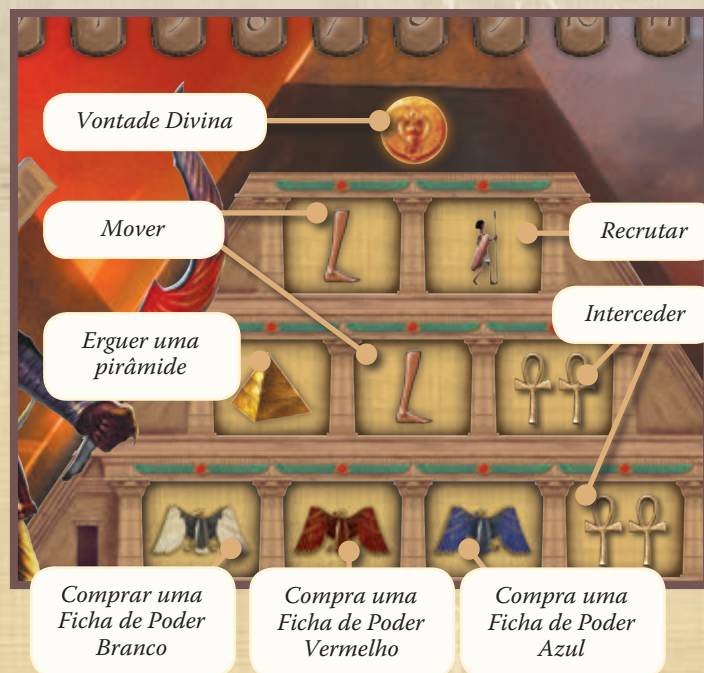 Vontade Divina
Mover
Recrutar
Interceder
Erguer uma
pirâmide
Comprar uma
Ficha de Poder
Branco
Compra uma
Ficha de Poder
Vermelho
Compra uma
Ficha de Poder
Azul